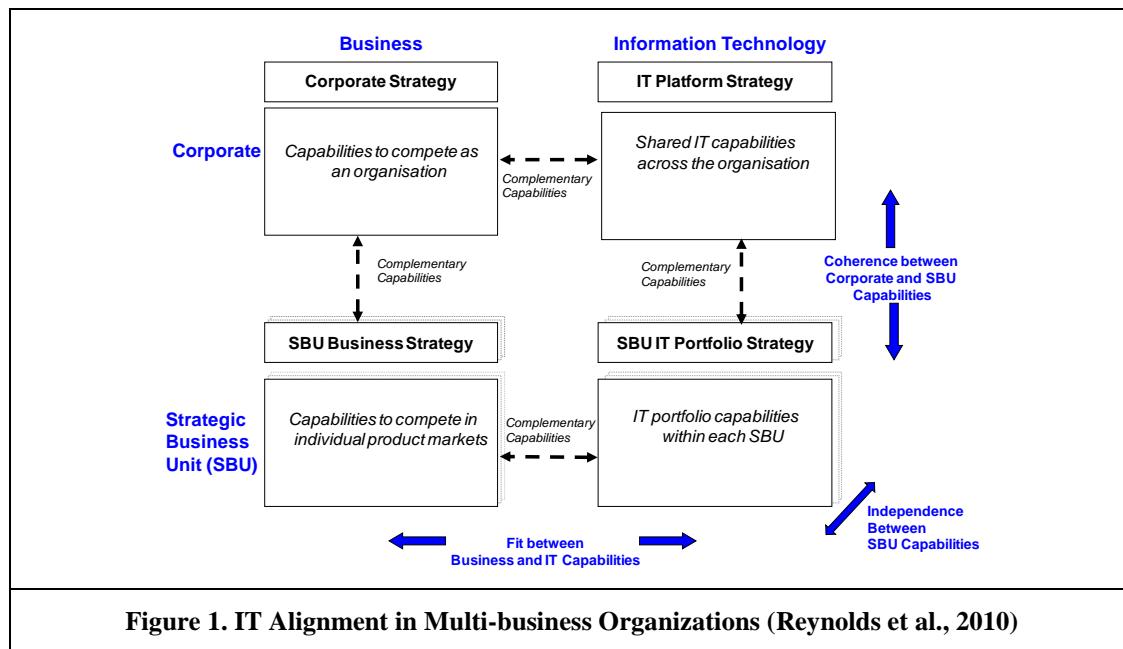 Business
Information Technology
Corporate Strategy
IT Platform Strategy
Corporate
Capabilities to compete as
an organisation
Complementary
Capabilities
Shared IT capabilities
across the organisation
Complementary
Capabilities
Complementary
Capabilities
Coherence between
Corporate and SBU
Capabilities
SBU Business Strategy
SBU IT Portfolio Strategy
Strategic
Business
Unit (SBU)
Capabilities to compete in
individual product markets
Complementary
Capabilities
IT portfolio capabilities
within each SBU
Independence
Between
SBU Capabilities
Fit between
Business and IT Capabilities
Figure 1. IT Alignment in Multi-business Organizations (Reynolds et al., 2010)